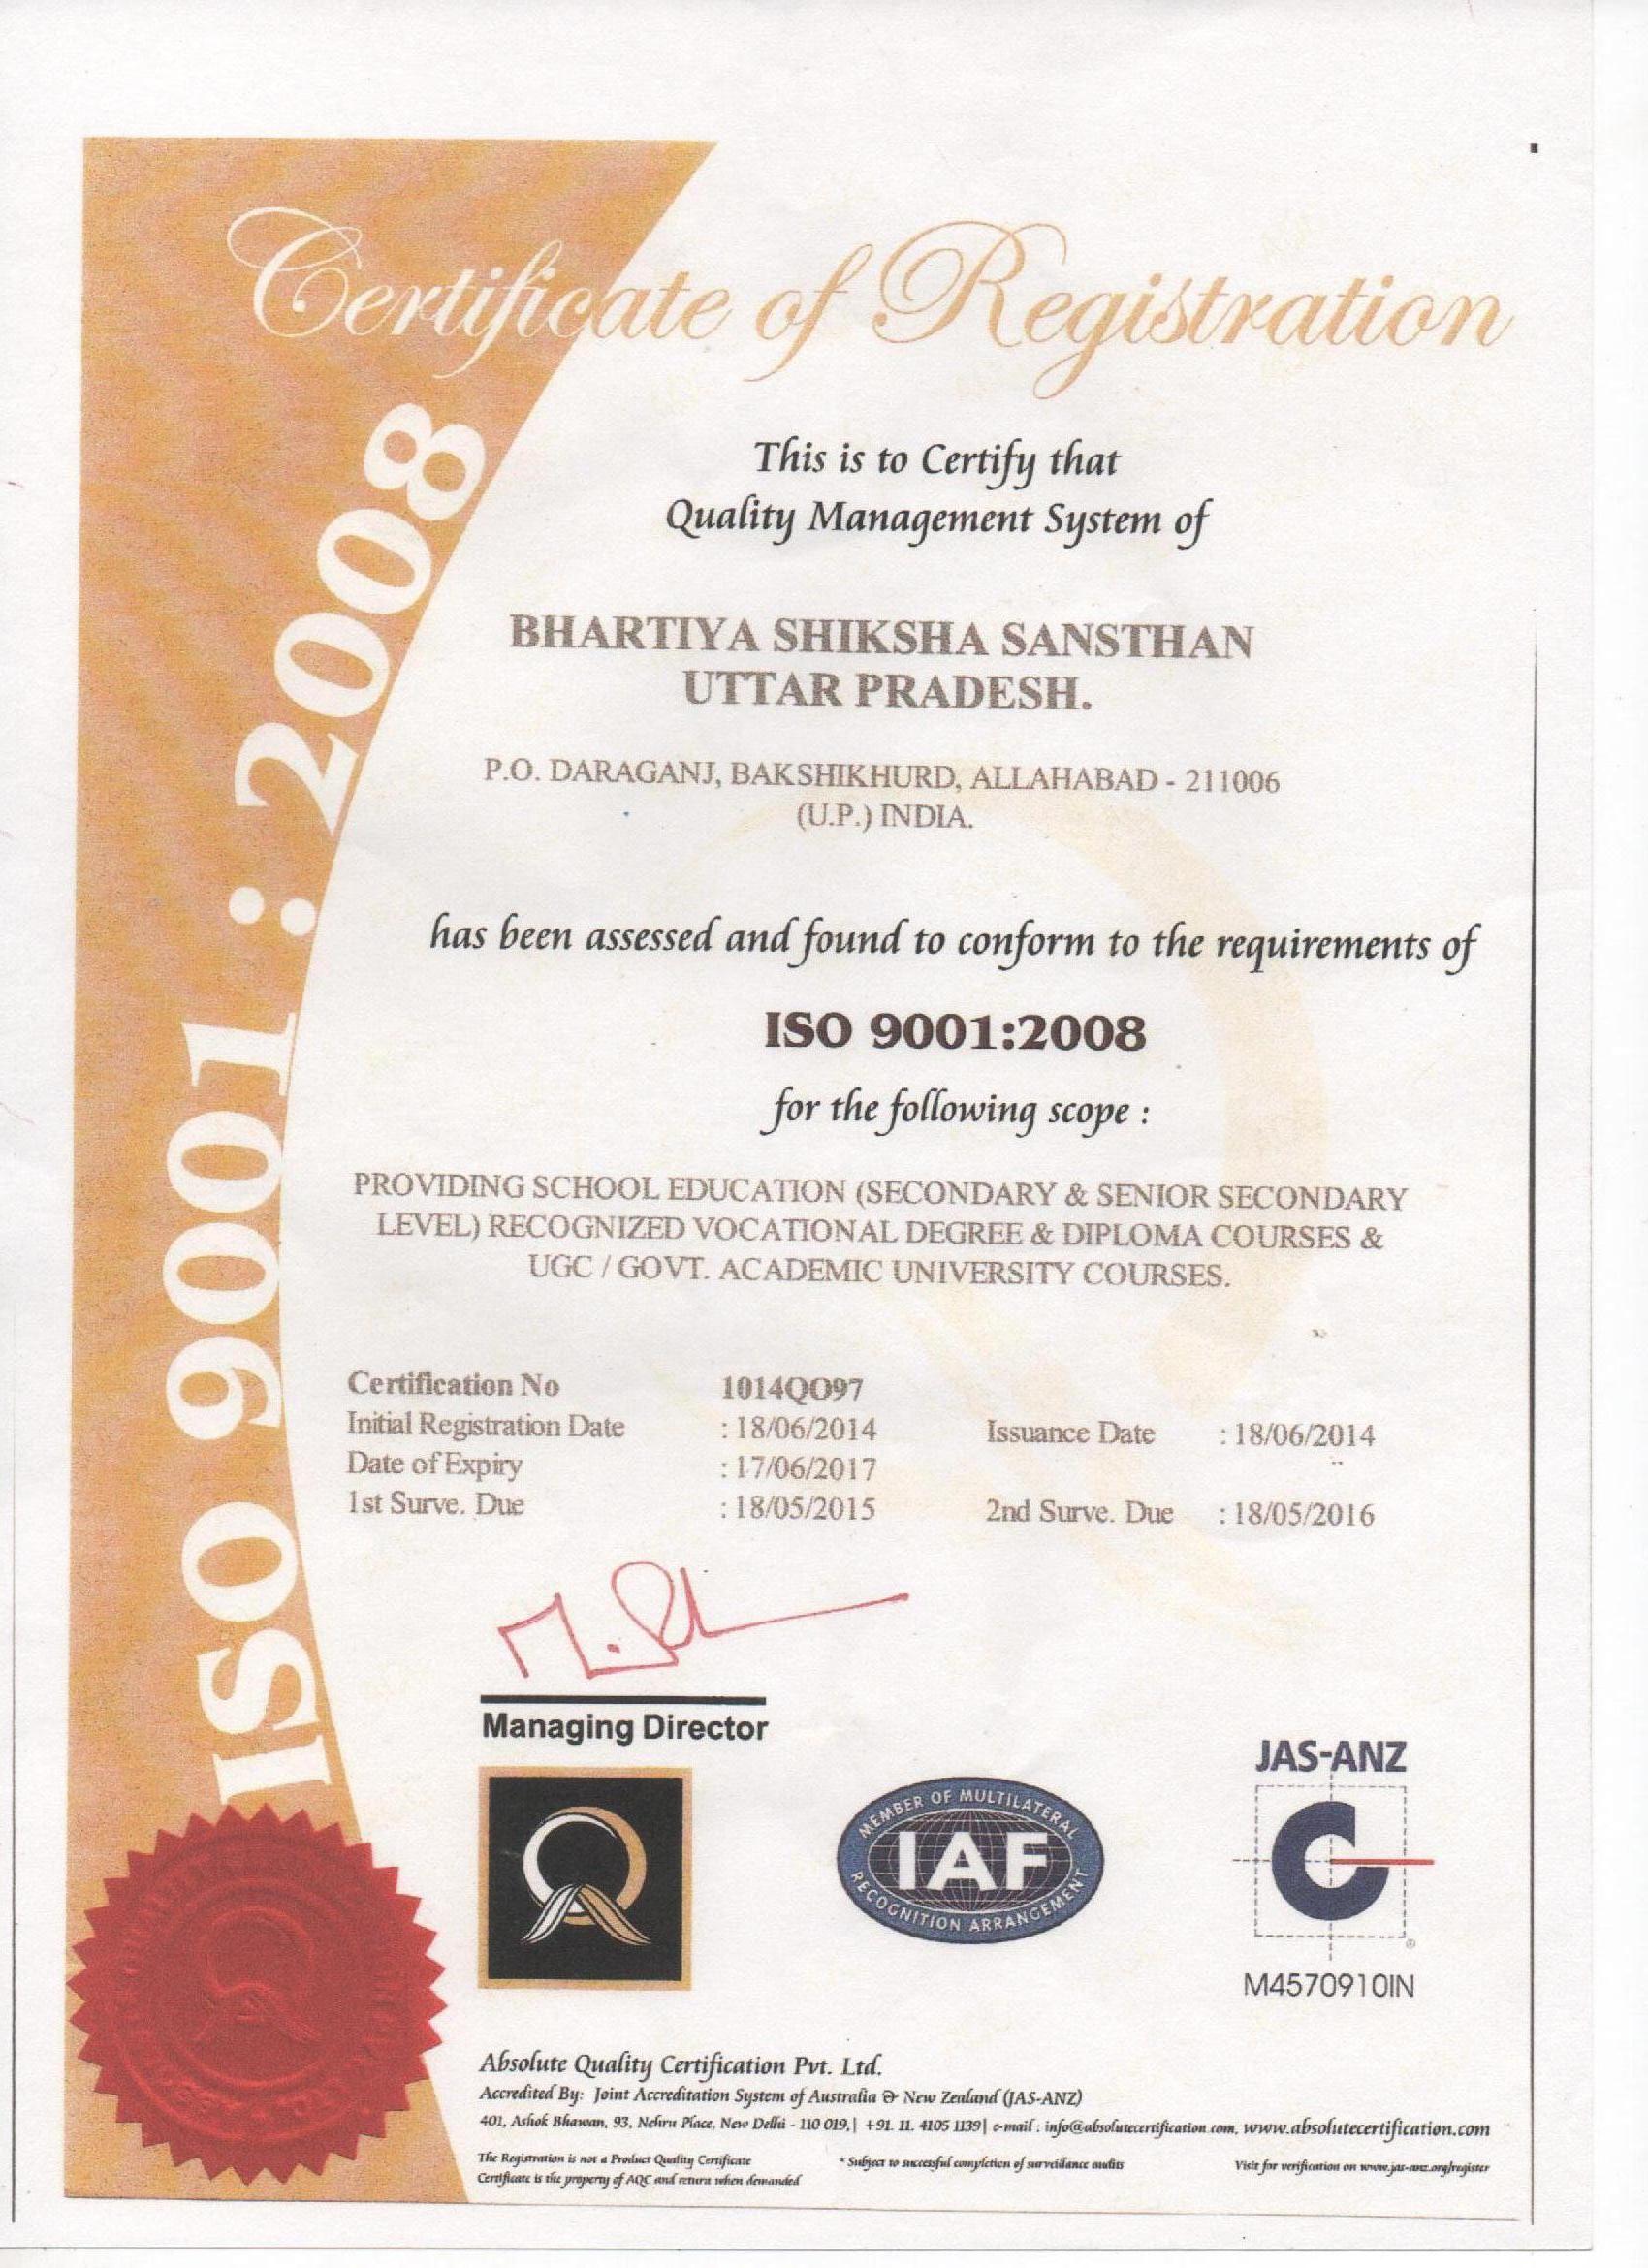 Certificate of Registration
ISO 9001 : 2008
This is to Certify that
Quality Management System of
BHARTIYA SHIKSHA SANSTHAN
UTTAR PRADESH.
P.O. DARAGANJ, BAKSHIKHURD, ALLAHABAD - 211006
(U.P.) INDIA.
has been assessed and found to conform to the requirements of
ISO 9001:2008
for the following scope :
PROVIDING SCHOOL EDUCATION (SECONDARY & SENIOR SECONDARY
LEVEL) RECOGNIZED VOCATIONAL DEGREE & DIPLOMA COURSES &
UGC / GOVT. ACADEMIC UNIVERSITY COURSES.
Certification No 1014QO97
Initial Registration Date : 18/06/2014 Issuance Date : 18/06/2014
Date of Expiry : 17/06/2017
1st Surve. Due : 18/05/2015 2nd Surve. Due : 18/05/2016
Managing Director
MEMBER OF MULTILATERAL
IAF
RECOGNITION ARRANGEMENT
JAS-ANZ
®
M4570910IN
Absolute Quality Certification Pvt. Ltd.
Accredited By: Joint Accreditation System of Australia & New Zealand (JAS-ANZ)
401, Ashok Bhawan, 93, Nehru Place, New Delhi - 110 019,| +91. 11. 4105 1139| e-mail : info@absolutecertification.com, www.absolutecertification.com
The Registration is not a Product Quality Certificate * Subject to successful completion of surveillance audits Visit for verification on www.jas-anz.org/register
Certificate is the property of AQC and return when demanded